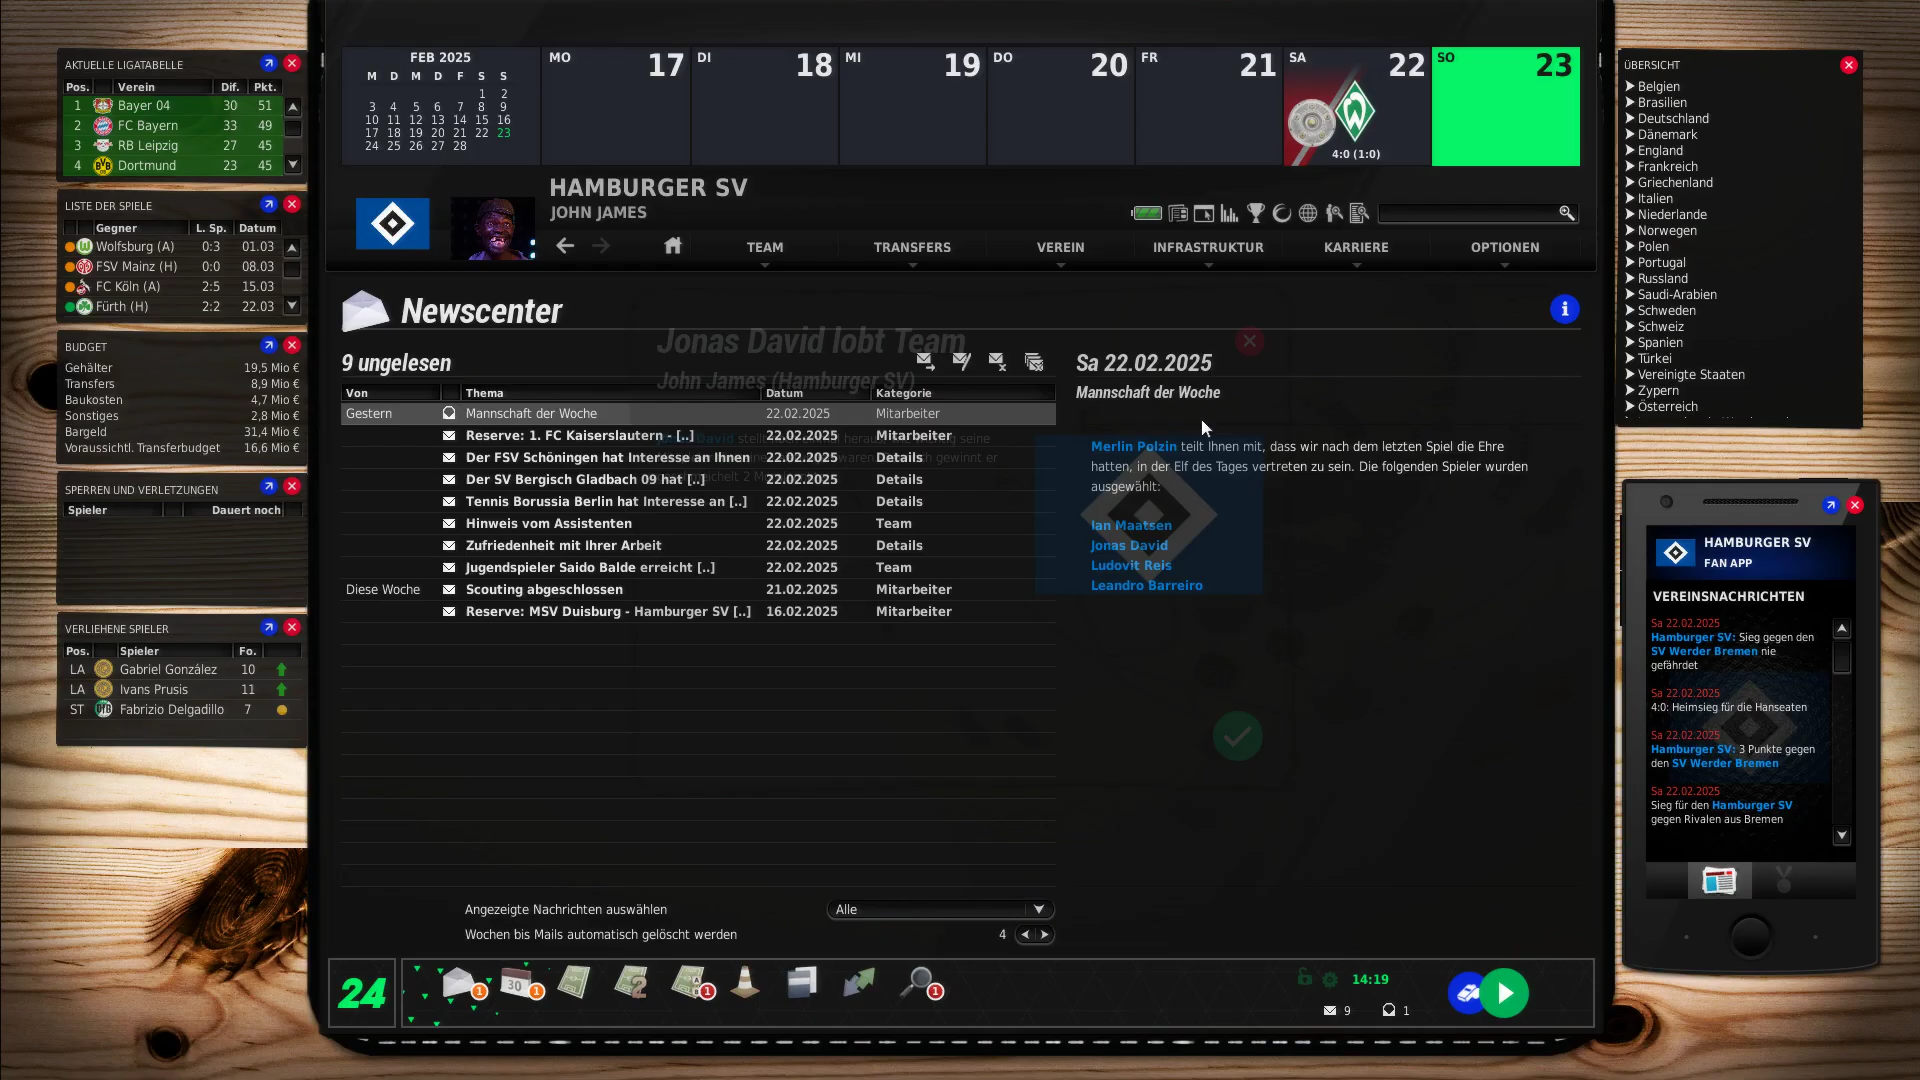 AKTUELLE LIGATABELLE
Pos. Verein Dif. Pkt.
1 Bayer 04 30 51
2 FC Bayern 33 49
3 RB Leipzig 27 45
4 Dortmund 23 45
LISTE DER SPIELE
Gegner L. Sp. Datum
Wolfsburg (A) 0:3 01.03
FSV Mainz (H) 0:0 08.03
FC Köln (A) 2:5 15.03
Fürth (H) 2:2 22.03
BUDGET
Gehälter 19,5 Mio €
Transfers 8,9 Mio €
Baukosten 4,7 Mio €
Sonstiges 2,8 Mio €
Bargeld 31,4 Mio €
Voraussichtl. Transferbudget 16,6 Mio €
SPERREN UND VERLETZUNGEN
Spieler Dauert noch
VERLIEHENE SPIELER
Pos. Spieler Fo.
LA Gabriel González 10
LA Ivans Prusis 11
ST Fabrizio Delgadillo 7
FEB 2025
M D M D F S S
1 2
3 4 5 6 7 8 9
10 11 12 13 14 15 16
17 18 19 20 21 22 23
24 25 26 27 28
MO 17
DI 18
MI 19
DO 20
FR 21
SA 22
4:0 (1:0)
SO 23
HAMBURGER SV
JOHN JAMES
TEAM TRANSFERS VEREIN INFRASTRUKTUR KARRIERE OPTIONEN
Newscenter
Jonas David lobt Team
John James (Hamburger SV)
9 ungelesen
Von Thema Datum Kategorie
Gestern Mannschaft der Woche 22.02.2025 Mitarbeiter
Reserve: 1. FC Kaiserslautern - [..] 22.02.2025 Mitarbeiter
Der FSV Schöningen hat Interesse an Ihnen 22.02.2025 Details
Der SV Bergisch Gladbach 09 hat [..] 22.02.2025 Details
Tennis Borussia Berlin hat Interesse an [..] 22.02.2025 Details
Hinweis vom Assistenten 22.02.2025 Team
Zufriedenheit mit Ihrer Arbeit 22.02.2025 Details
Jugendspieler Saido Balde erreicht [..] 22.02.2025 Team
Diese Woche Scouting abgeschlossen 21.02.2025 Mitarbeiter
Reserve: MSV Duisburg - Hamburger SV [..] 16.02.2025 Mitarbeiter
Angezeigte Nachrichten auswählen Alle
Wochen bis Mails automatisch gelöscht werden 4
Sa 22.02.2025
Mannschaft der Woche
Merlin Polzin teilt Ihnen mit, dass wir nach dem letzten Spiel die Ehre
hatten, in der Elf des Tages vertreten zu sein. Die folgenden Spieler wurden
ausgewählt:
Ian Maatsen
Jonas David
Ludovit Reis
Leandro Barreiro
24
30
1
1
2
1
1
14:19
9 1
ÜBERSICHT
Belgien
Brasilien
Deutschland
Dänemark
England
Frankreich
Griechenland
Italien
Niederlande
Norwegen
Polen
Portugal
Russland
Saudi-Arabien
Schweden
Schweiz
Spanien
Türkei
Vereinigte Staaten
Zypern
Österreich
HAMBURGER SV
FAN APP
VEREINSNACHRICHTEN
Sa 22.02.2025
Hamburger SV: Sieg gegen den
SV Werder Bremen nie
gefährdet
Sa 22.02.2025
4:0: Heimsieg für die Hanseaten
Sa 22.02.2025
Hamburger SV: 3 Punkte gegen
den SV Werder Bremen
Sa 22.02.2025
Sieg für den Hamburger SV
gegen Rivalen aus Bremen